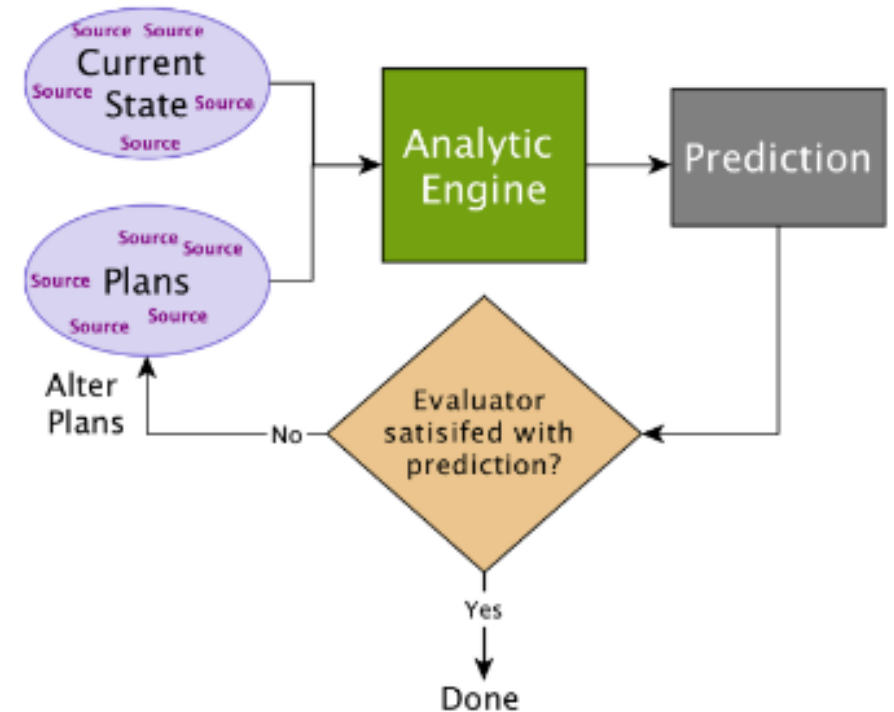 Source Source
Current
Source State Source
Source
Analytic
Engine
Prediction
Source Source
Source Plans
Source Source
Alter
Plans
No
Evaluator
satisifed with
prediction?
Yes
Done